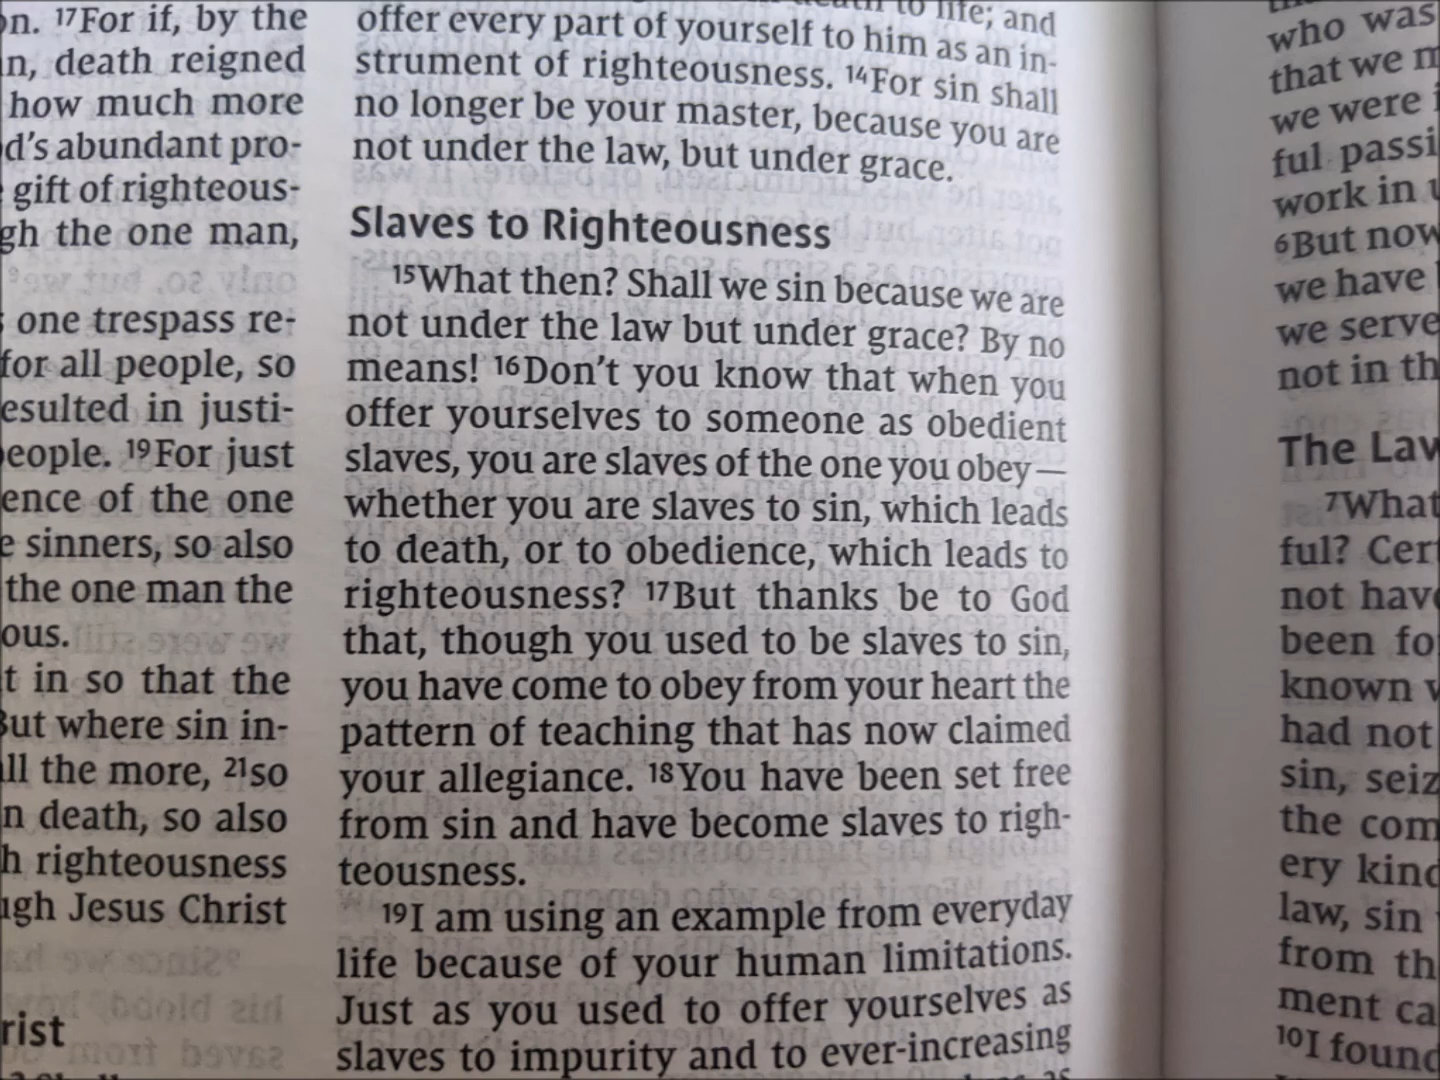 on. 17For if, by the
n, death reigned
how much more
d's abundant pro-
gift of righteous-
gh the one man,
one trespass re-
for all people, so
esulted in justi-
eople. 19For just
ence of the one
e sinners, so also
the one man the
ous.
t in so that the
But where sin in-
ll the more, 21so
n death, so also
h righteousness
ugh Jesus Christ
rist
to life; and
offer every part of yourself to him as an in-
strument of righteousness. 14For sin shall
no longer be your master, because you are
not under the law, but under grace.
Slaves to Righteousness
15What then? Shall we sin because we are
not under the law but under grace? By no
means! 16Don't you know that when you
offer yourselves to someone as obedient
slaves, you are slaves of the one you obey—
whether you are slaves to sin, which leads
to death, or to obedience, which leads to
righteousness? 17But thanks be to God
that, though you used to be slaves to sin,
you have come to obey from your heart the
pattern of teaching that has now claimed
your allegiance. 18You have been set free
from sin and have become slaves to righ-
teousness.
19I am using an example from everyday
life because of your human limitations.
Just as you used to offer yourselves as
slaves to impurity and to ever-increasing
as
who was
that we m
we were i
ful passi
work in u
6But now
we have
we serve
not in th
The Law
7What
ful? Cert
not have
been fo
known w
had not
sin, seiz
the com
ery kind
law, sin
from th
ment ca
10I found